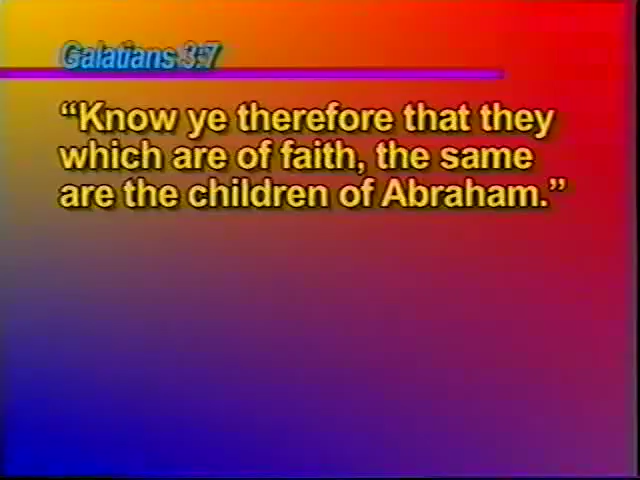 Galatians 3:7
“Know ye therefore that they
which are of faith, the same
are the children of Abraham.”